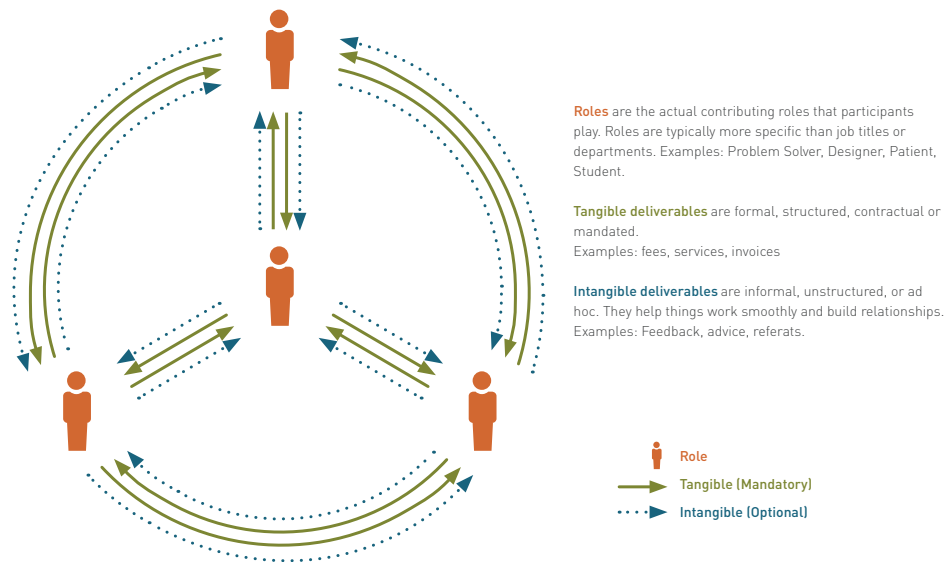 Roles are the actual contributing roles that participants
play. Roles are typically more specific than job titles or
departments. Examples: Problem Solver, Designer, Patient,
Student.
Tangible deliverables are formal, structured, contractual or
mandated.
Examples: fees, services, invoices
Intangible deliverables are informal, unstructured, or ad
hoc. They help things work smoothly and build relationships.
Examples: Feedback, advice, referats.
Role
Tangible (Mandatory)
Intangible (Optional)